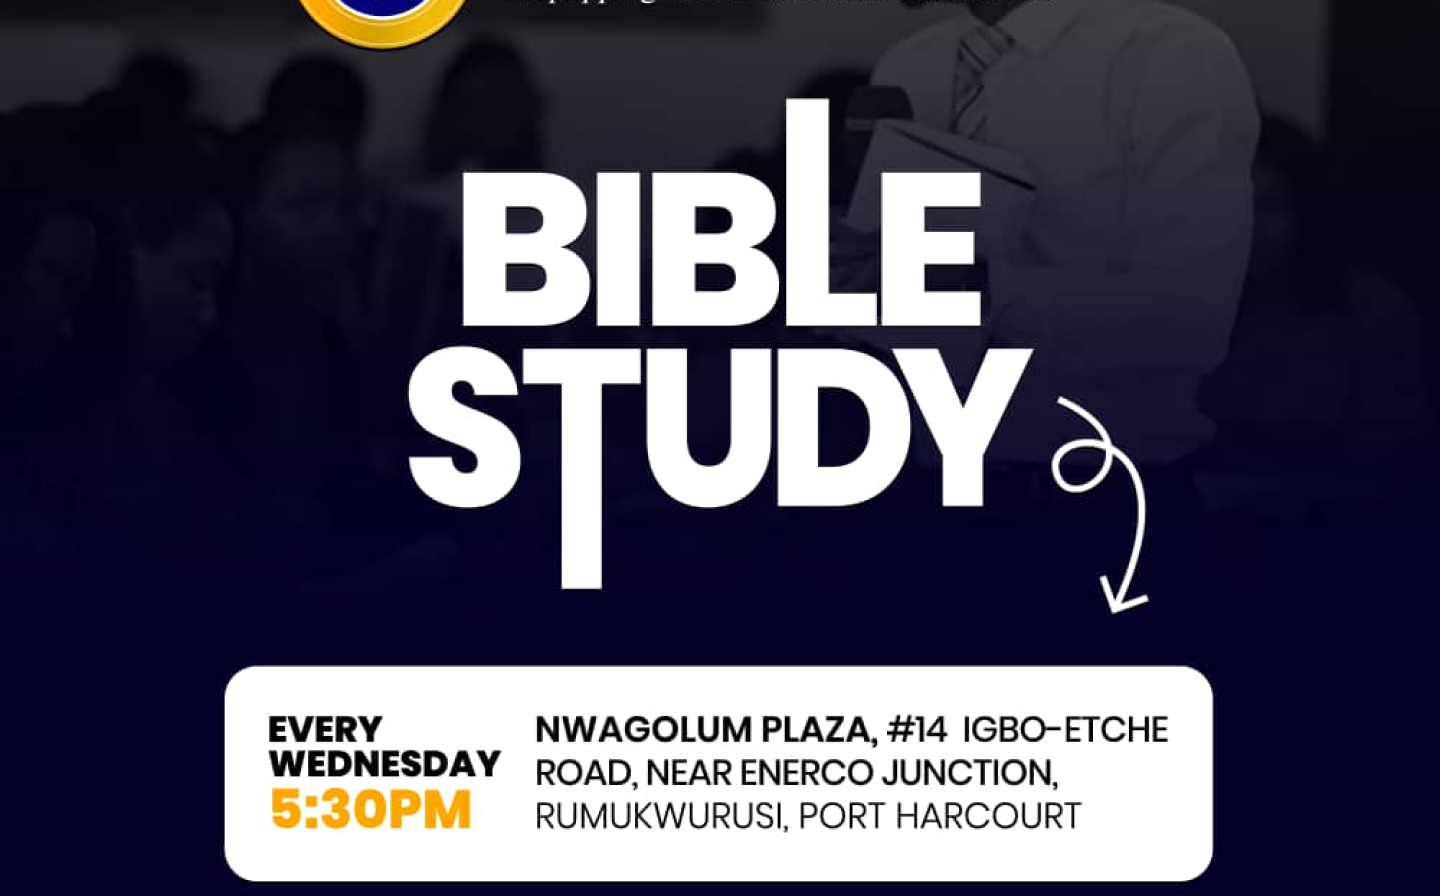 BIBLE
STUDY
EVERY
WEDNESDAY
5:30PM
NWAGOLUM PLAZA, #14 IGBO-ETCHE
ROAD, NEAR ENERCO JUNCTION,
RUMUKWURUSI, PORT HARCOURT